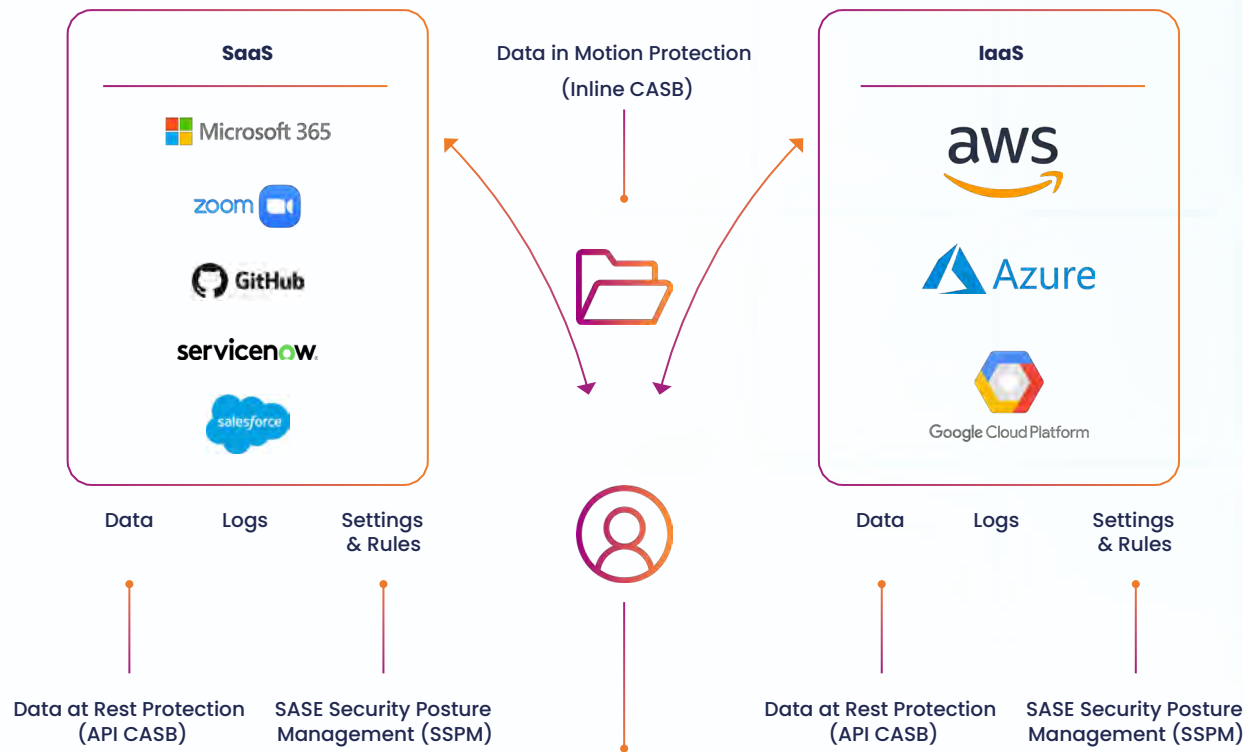 SaaS
Microsoft 365
zoom
GitHub
servicenow
salesforce
Data in Motion Protection
(Inline CASB)
IaaS
aws
Azure
Google Cloud Platform
Data
Logs
Settings
& Rules
Data
Logs
Settings
& Rules
Data at Rest Protection
(API CASB)
SASE Security Posture
Management (SSPM)
Data at Rest Protection
(API CASB)
SASE Security Posture
Management (SSPM)